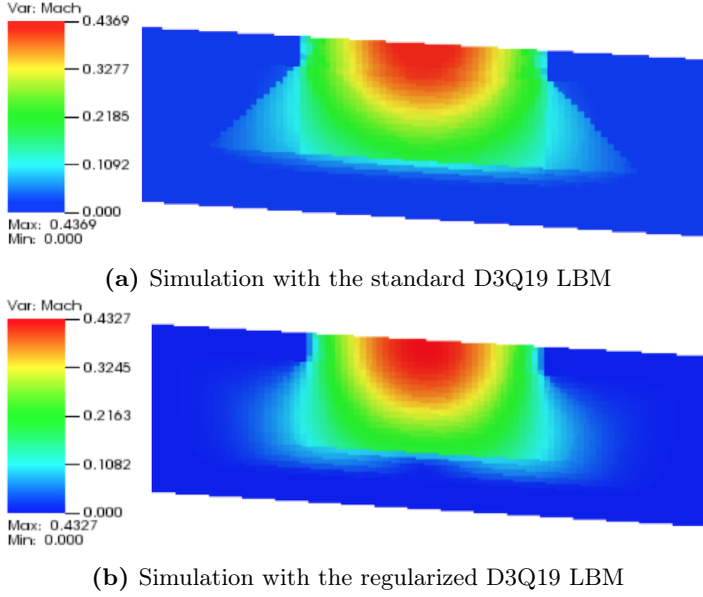 Var: Mach
0.4369
0.3277
0.2185
0.1092
0.000
Max: 0.4369
Min: 0.000
(a) Simulation with the standard D3Q19 LBM
Var: Mach
0.4327
0.3245
0.2163
0.1082
0.000
Max: 0.4327
Min: 0.000
(b) Simulation with the regularized D3Q19 LBM